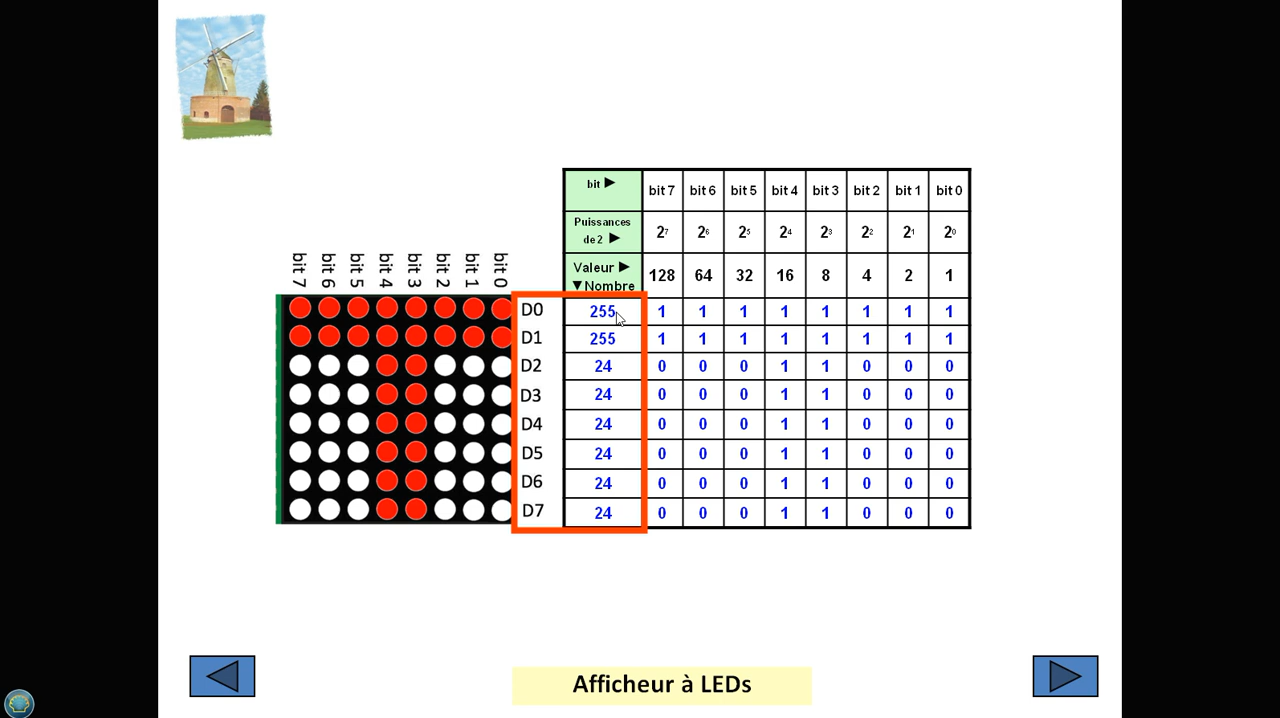 bit ▶ bit 7 bit 6 bit 5 bit 4 bit 3 bit 2 bit 1 bit 0
Puissances
de 2 ▶ 2⁷ 2⁶ 2⁵ 2⁴ 2³ 2² 2¹ 2⁰
Valeur ▶ 128 64 32 16 8 4 2 1
▼Nombre
bit 7 bit 6 bit 5 bit 4 bit 3 bit 2 bit 1 bit 0
D0 255 1 1 1 1 1 1 1 1
D1 255 1 1 1 1 1 1 1 1
D2 24 0 0 0 1 1 0 0 0
D3 24 0 0 0 1 1 0 0 0
D4 24 0 0 0 1 1 0 0 0
D5 24 0 0 0 1 1 0 0 0
D6 24 0 0 0 1 1 0 0 0
D7 24 0 0 0 1 1 0 0 0
Afficheur à LEDs